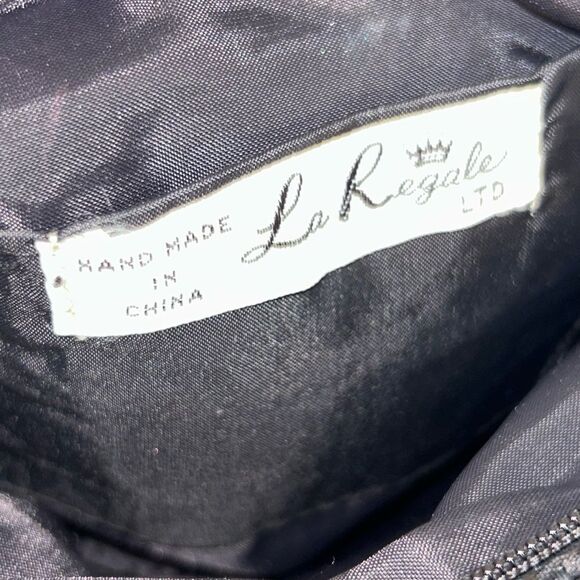 HAND MADE
IN
CHINA
La Regale
LTD